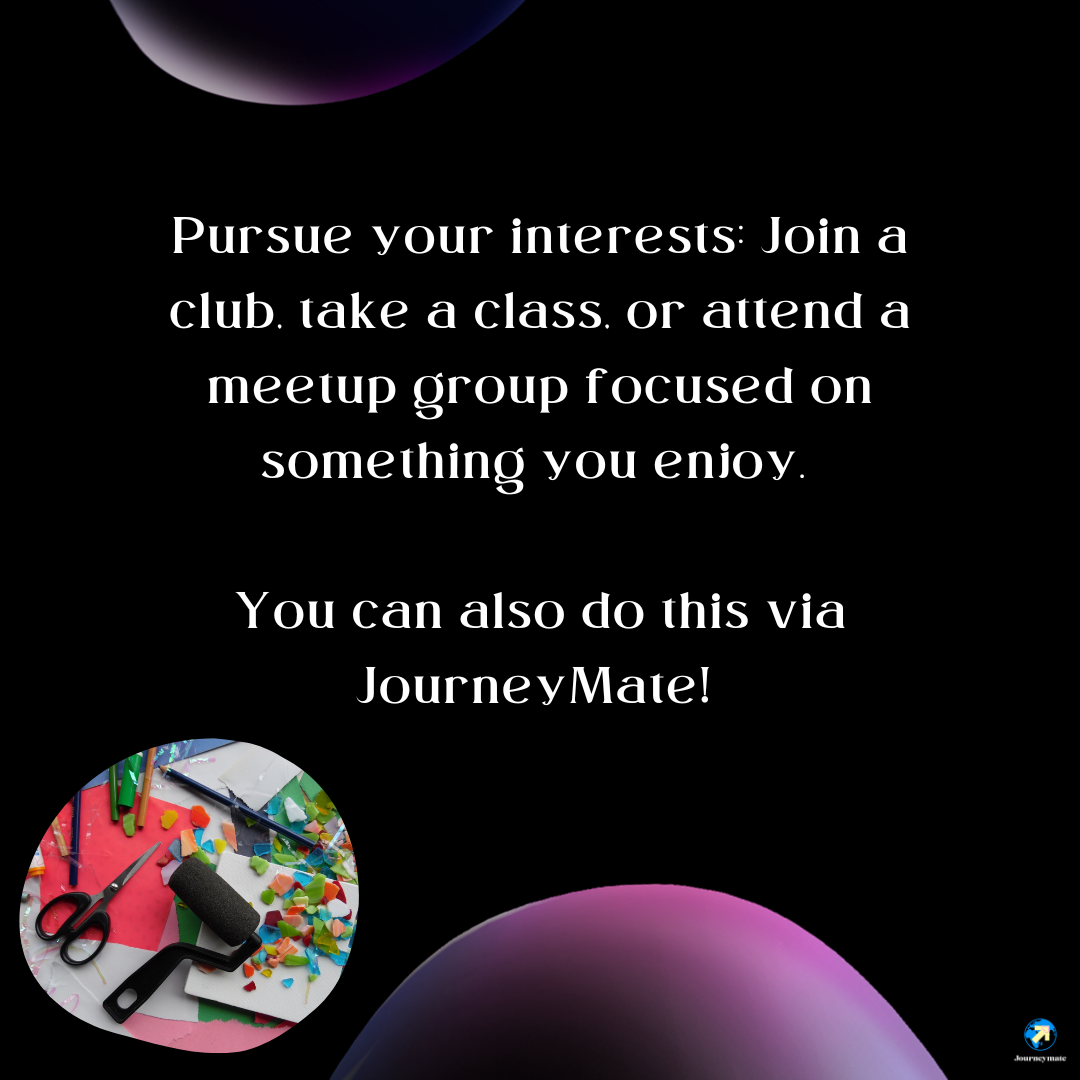 Pursue your interests: Join a
club, take a class, or attend a
meetup group focused on
something you enjoy.
You can also do this via
JourneyMate!
Journeymate